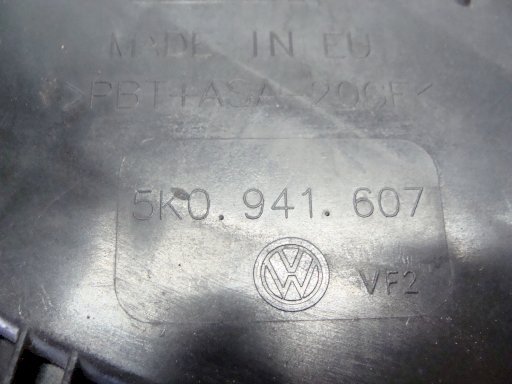 MADE IN EU
>PBT+ASA-20GF<
5K0.941.607
VF2